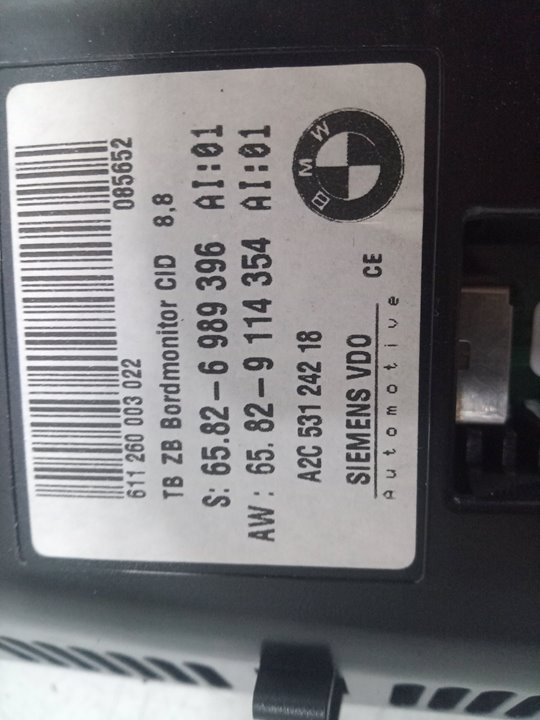 085652
611 260 003 022
TB ZB Bordmonitor CID 8,8
S: 65.82-6 989 396 AI:01
AW: 65.82-9 114 354 AI:01
A2C 531 242 18
BMW
SIEMENS VDO CE
Automotive